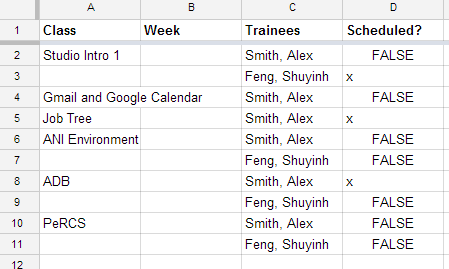 A B C D
1 Class Week Trainees Scheduled?
2 Studio Intro 1 Smith, Alex FALSE
3 Feng, Shuyinh x
4 Gmail and Google Calendar Smith, Alex FALSE
5 Job Tree Smith, Alex x
6 ANI Environment Smith, Alex FALSE
7 Feng, Shuyinh FALSE
8 ADB Smith, Alex x
9 Feng, Shuyinh FALSE
10 PeRCS Smith, Alex FALSE
11 Feng, Shuyinh FALSE
12